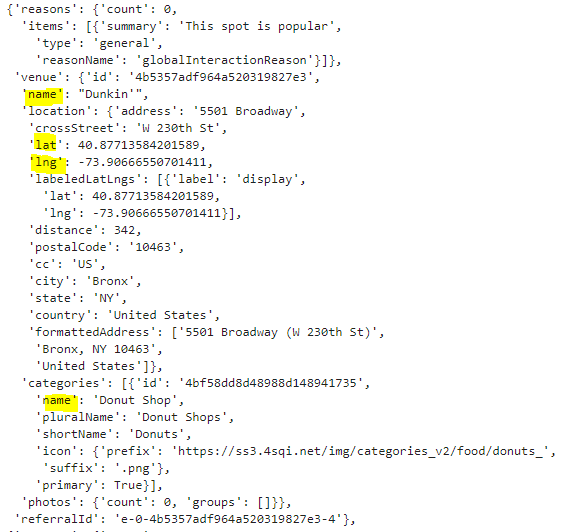 {'reasons': {'count': 0,
'items': [{'summary': 'This spot is popular',
'type': 'general',
'reasonName': 'globalInteractionReason'}]},
'venue': {'id': '4b5357adf964a520319827e3',
'name': "Dunkin'",
'location': {'address': '5501 Broadway',
'crossStreet': 'W 230th St',
'lat': 40.87713584201589,
'lng': -73.90666550701411,
'labeledLatLngs': [{'label': 'display',
'lat': 40.87713584201589,
'lng': -73.90666550701411}],
'distance': 342,
'postalCode': '10463',
'cc': 'US',
'city': 'Bronx',
'state': 'NY',
'country': 'United States',
'formattedAddress': ['5501 Broadway (W 230th St)',
'Bronx, NY 10463',
'United States']},
'categories': [{'id': '4bf58dd8d48988d148941735',
'name': 'Donut Shop',
'pluralName': 'Donut Shops',
'shortName': 'Donuts',
'icon': {'prefix': 'https://ss3.4sqi.net/img/categories_v2/food/donuts_',
'suffix': '.png'},
'primary': True}],
'photos': {'count': 0, 'groups': []}},
'referralId': 'e-0-4b5357adf964a520319827e3-4'},